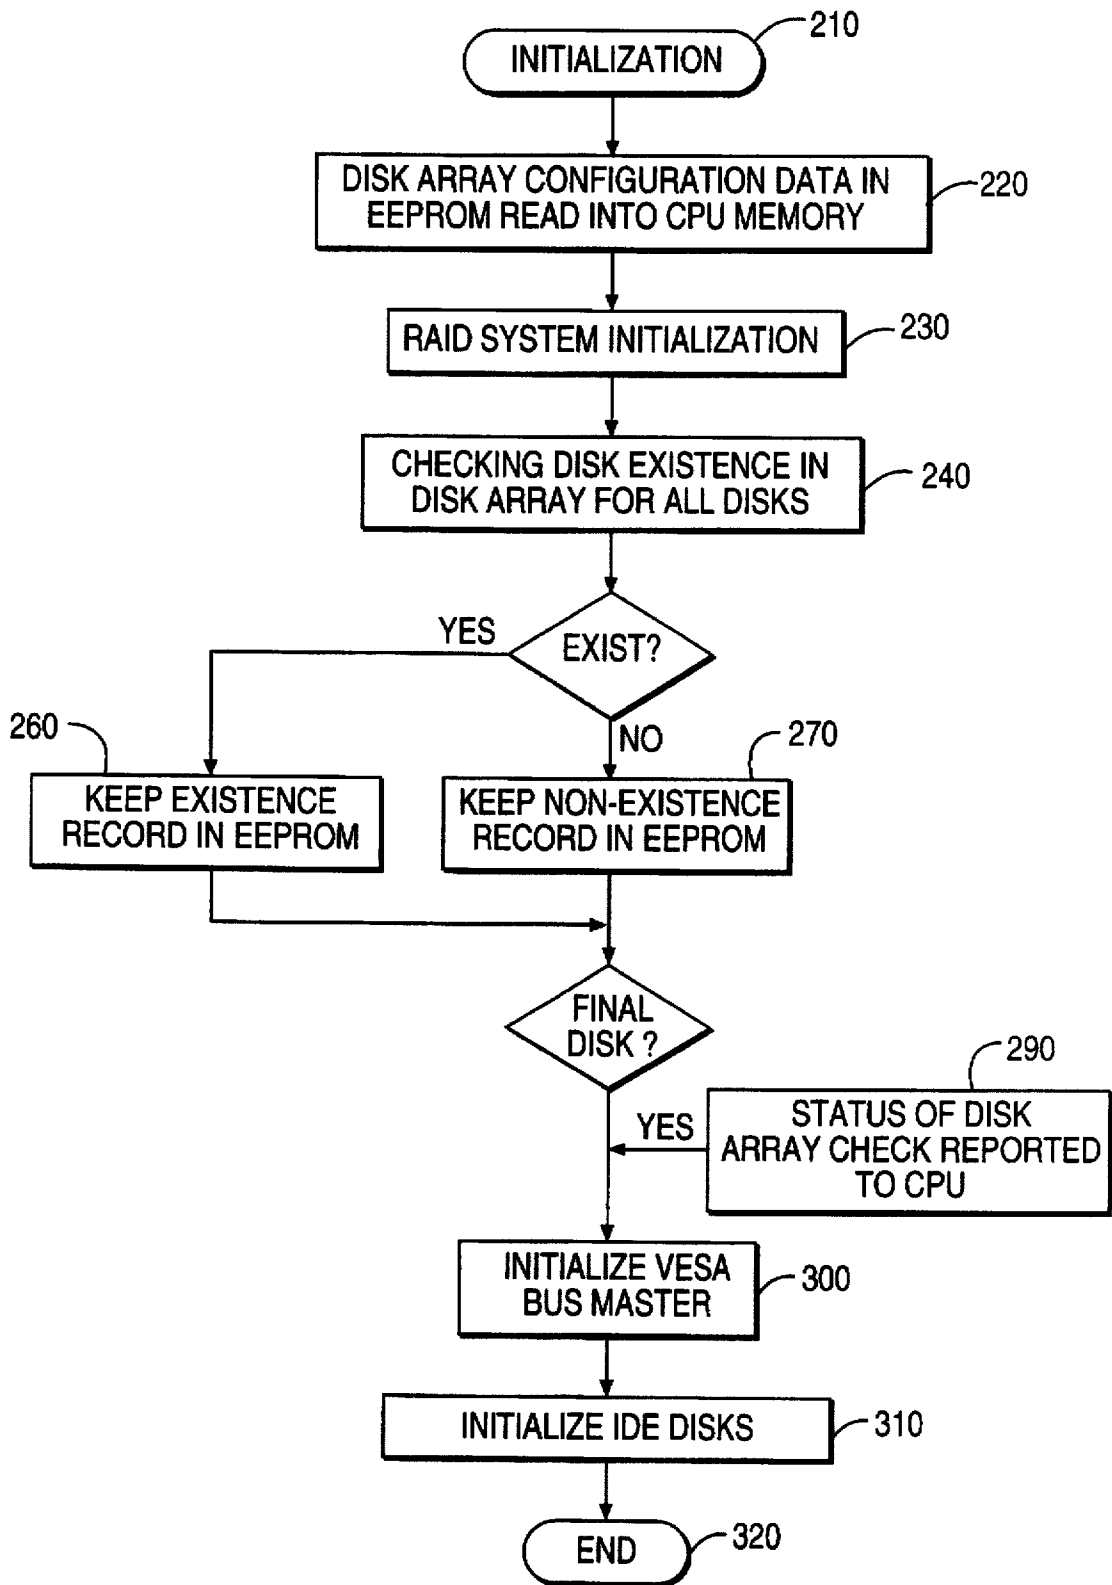 210
INITIALIZATION
DISK ARRAY CONFIGURATION DATA IN
EEPROM READ INTO CPU MEMORY
220
RAID SYSTEM INITIALIZATION
230
CHECKING DISK EXISTENCE IN
DISK ARRAY FOR ALL DISKS
240
YES
EXIST?
NO
260
KEEP EXISTENCE
RECORD IN EEPROM
270
KEEP NON-EXISTENCE
RECORD IN EEPROM
FINAL
DISK ?
290
YES
STATUS OF DISK
ARRAY CHECK REPORTED
TO CPU
INITIALIZE VESA
BUS MASTER
300
INITIALIZE IDE DISKS
310
END
320